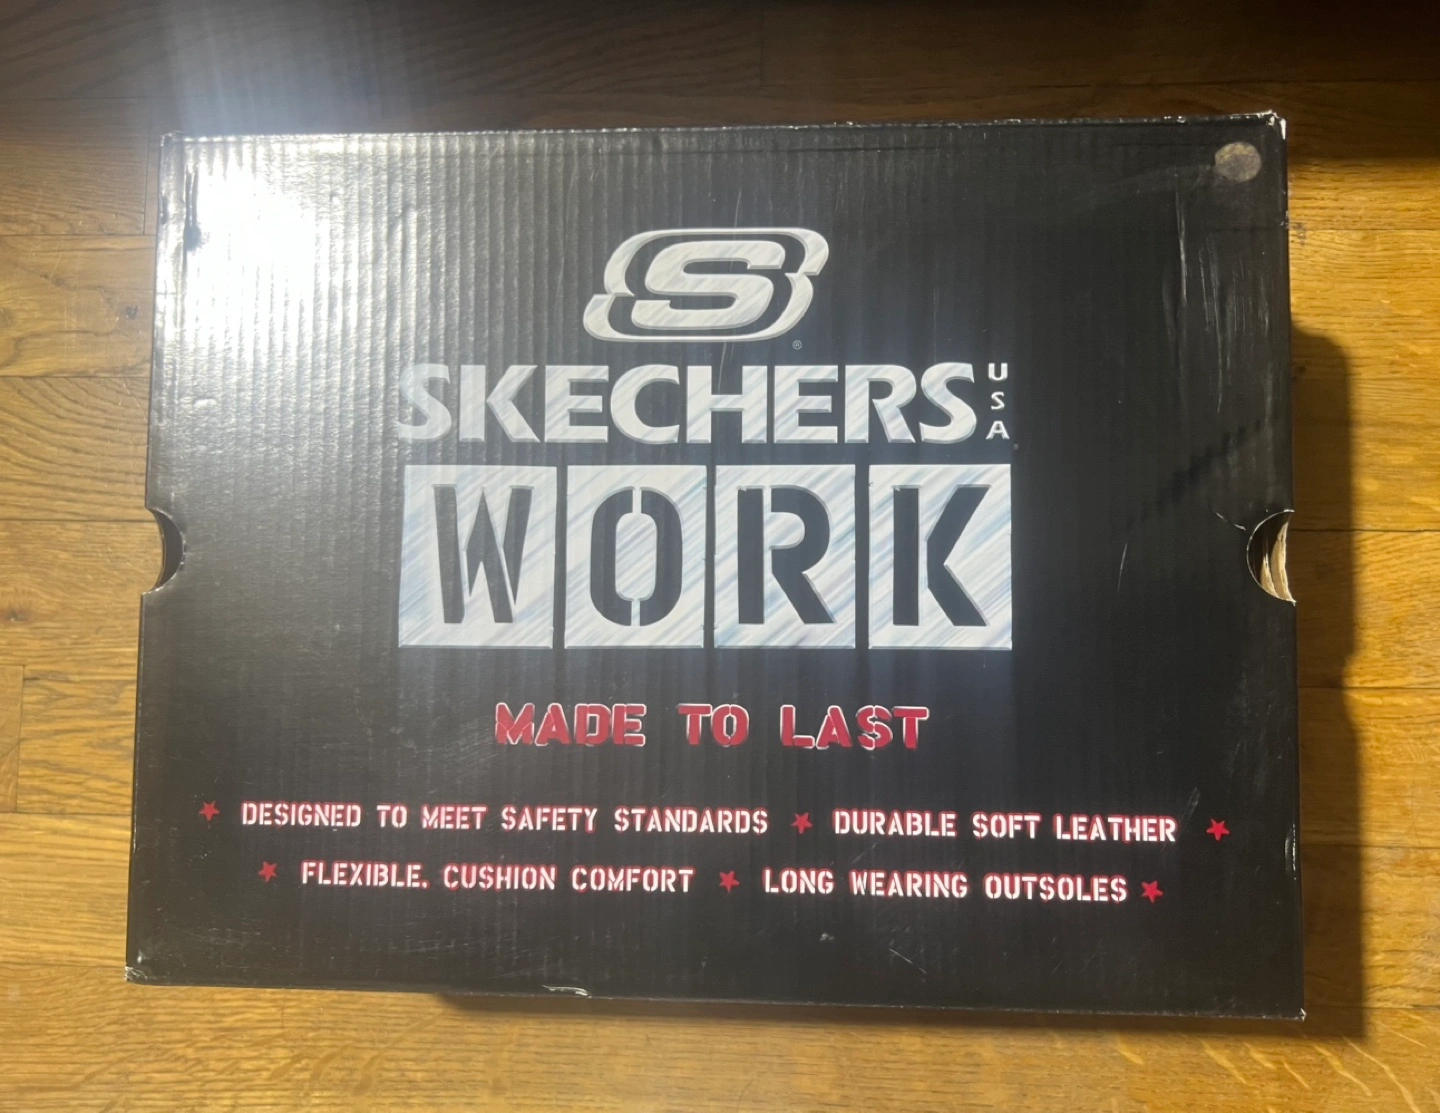 S
®
SKECHERS USA
WORK
MADE TO LAST
★ DESIGNED TO MEET SAFETY STANDARDS ★ DURABLE SOFT LEATHER ★
★ FLEXIBLE, CUSHION COMFORT ★ LONG WEARING OUTSOLES ★